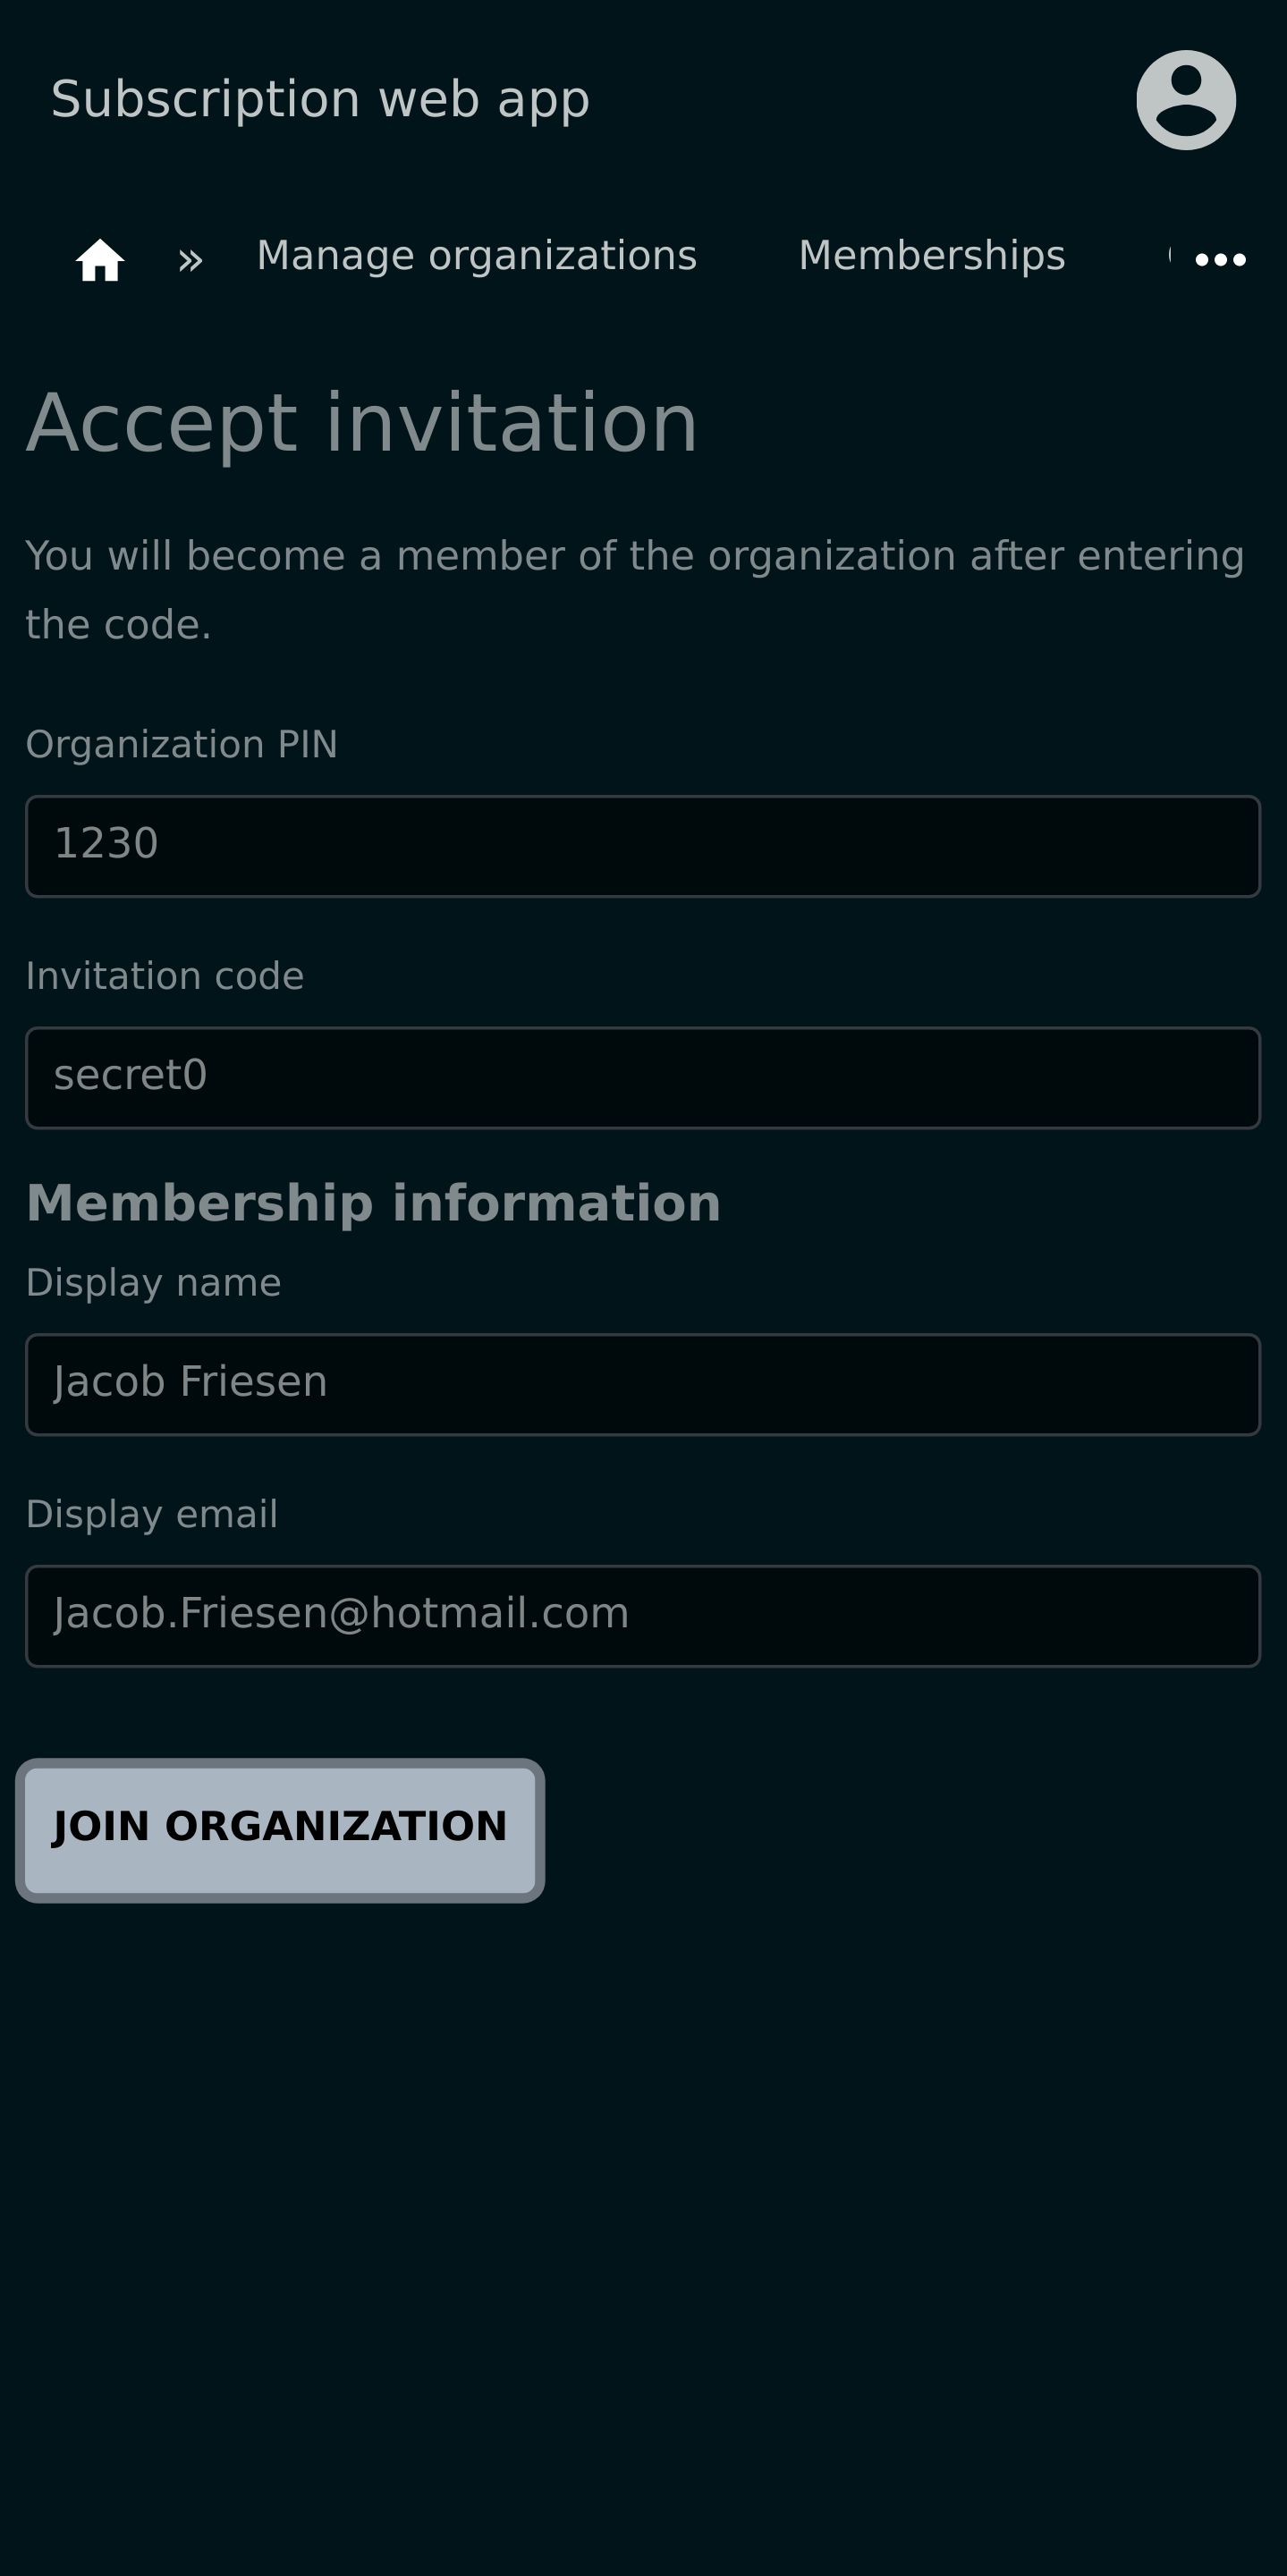 Subscription web app
» Manage organizations Memberships
Accept invitation
You will become a member of the organization after entering
the code.
Organization PIN
1230
Invitation code
secret0
Membership information
Display name
Jacob Friesen
Display email
Jacob.Friesen@hotmail.com
JOIN ORGANIZATION